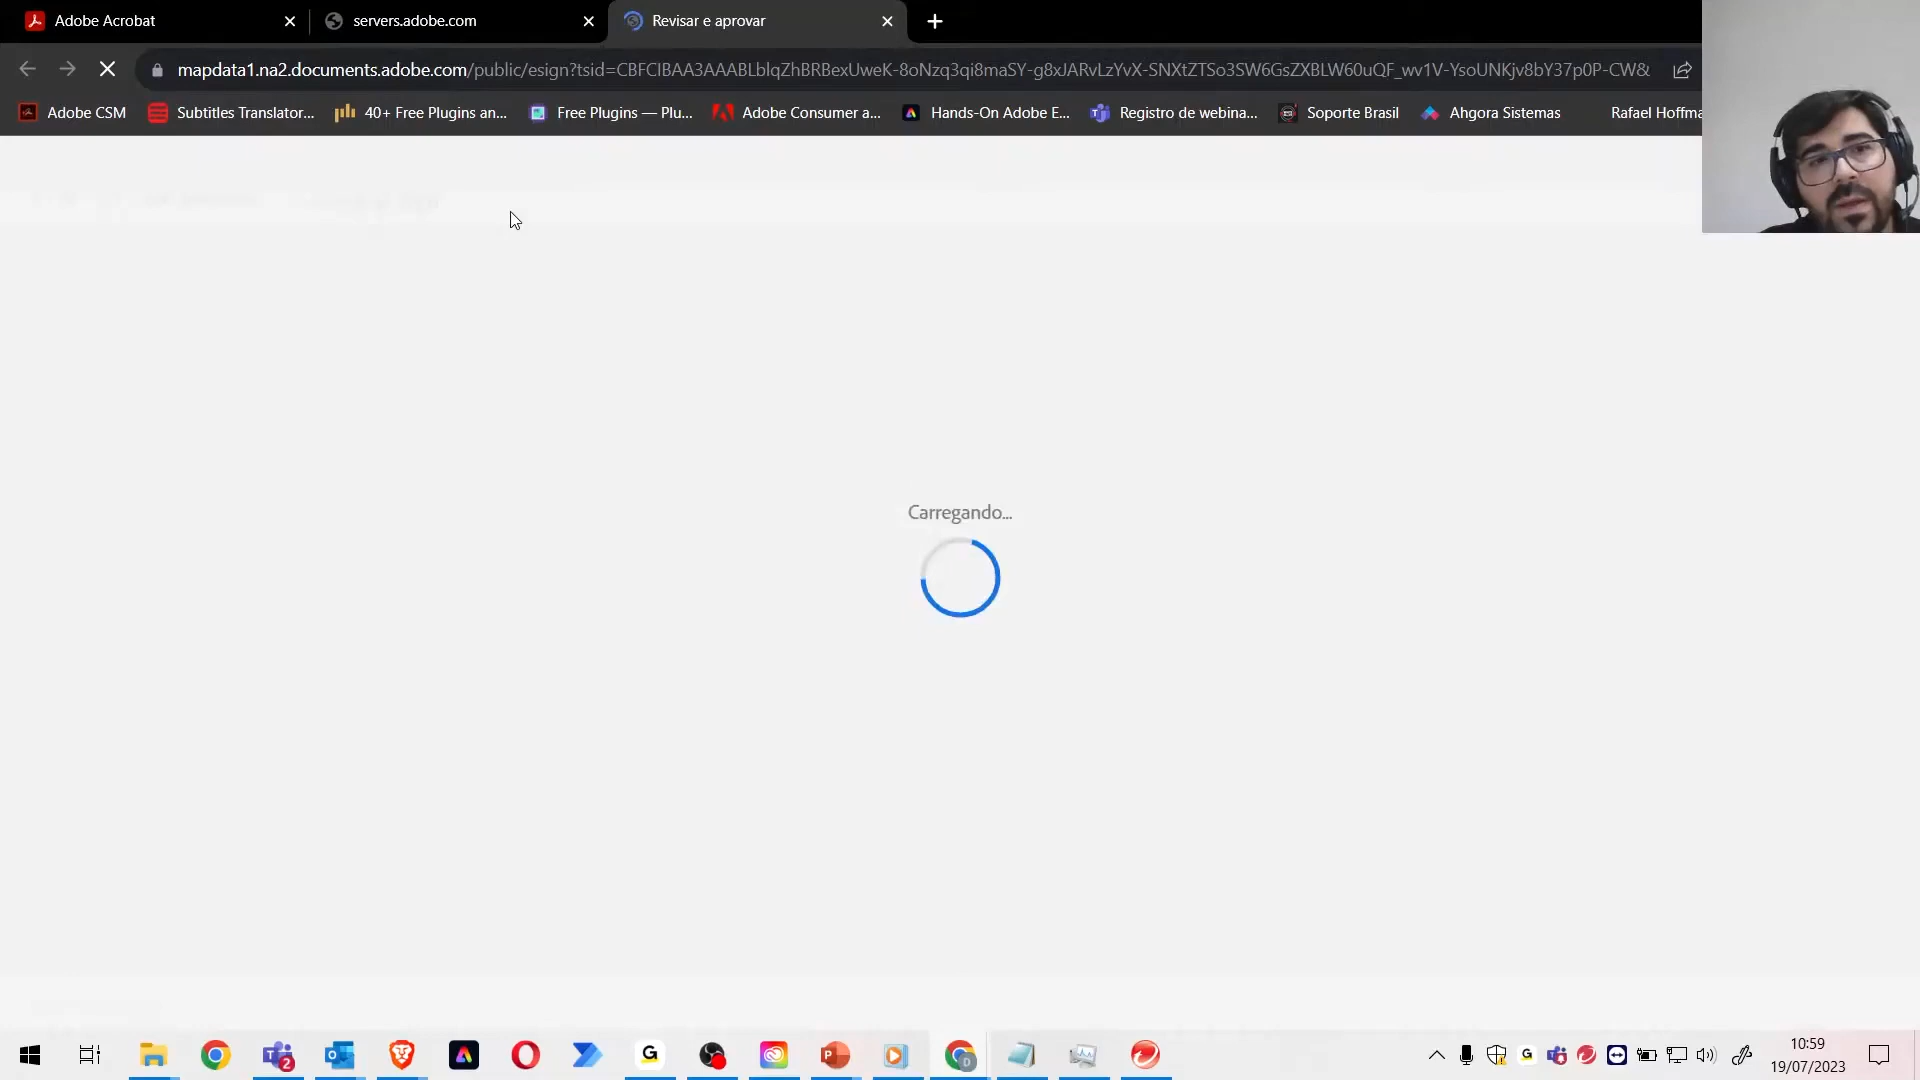 Adobe Acrobat
servers.adobe.com
Revisar e aprovar
mapdata1.na2.documents.adobe.com/public/esign?tsid=CBFCIBAA3AAABLblqZhBRBexUweK-8oNzq3qi8maSY-g8xJARvLzYvX-SNXtZTSo3SW6GsZXBLW60uQF_wv1V-YsoUNKjv8bY37p0P-CW&
Adobe CSM
Subtitles Translator...
40+ Free Plugins an...
Free Plugins — Plu...
Adobe Consumer a...
Hands-On Adobe E...
Registro de webina...
Soporte Brasil
Ahgora Sistemas
Rafael Hoffma
Carregando...
10:59
19/07/2023